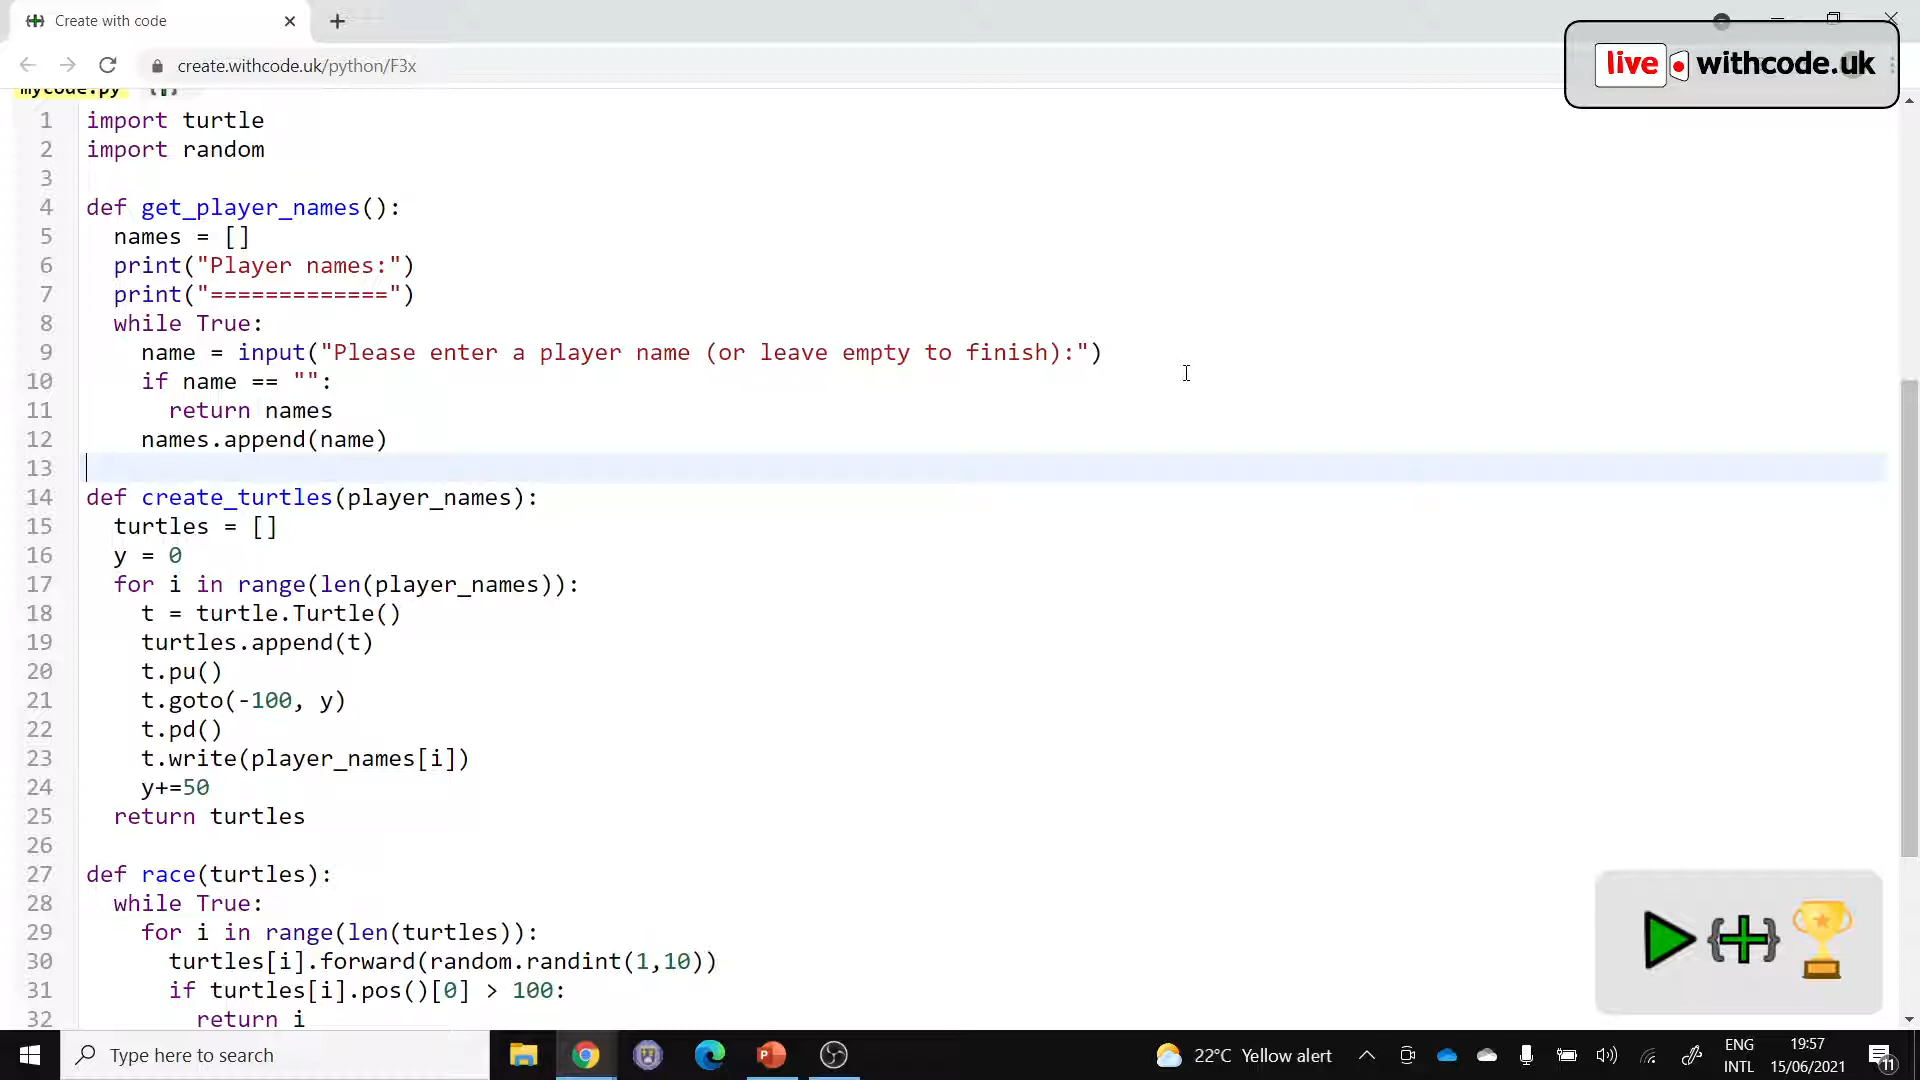 Create with code
create.withcode.uk/python/F3x
live withcode.uk
mycode.py
1 import turtle
2 import random
3
4 def get_player_names():
5 names = []
6 print("Player names:")
7 print("=============")
8 while True:
9 name = input("Please enter a player name (or leave empty to finish):")
10 if name == "":
11 return names
12 names.append(name)
13
14 def create_turtles(player_names):
15 turtles = []
16 y = 0
17 for i in range(len(player_names)):
18 t = turtle.Turtle()
19 turtles.append(t)
20 t.pu()
21 t.goto(-100, y)
22 t.pd()
23 t.write(player_names[i])
24 y+=50
25 return turtles
26
27 def race(turtles):
28 while True:
29 for i in range(len(turtles)):
30 turtles[i].forward(random.randint(1,10))
31 if turtles[i].pos()[0] > 100:
32 return i
Type here to search
22°C Yellow alert
ENG
INTL
19:57
15/06/2021
11